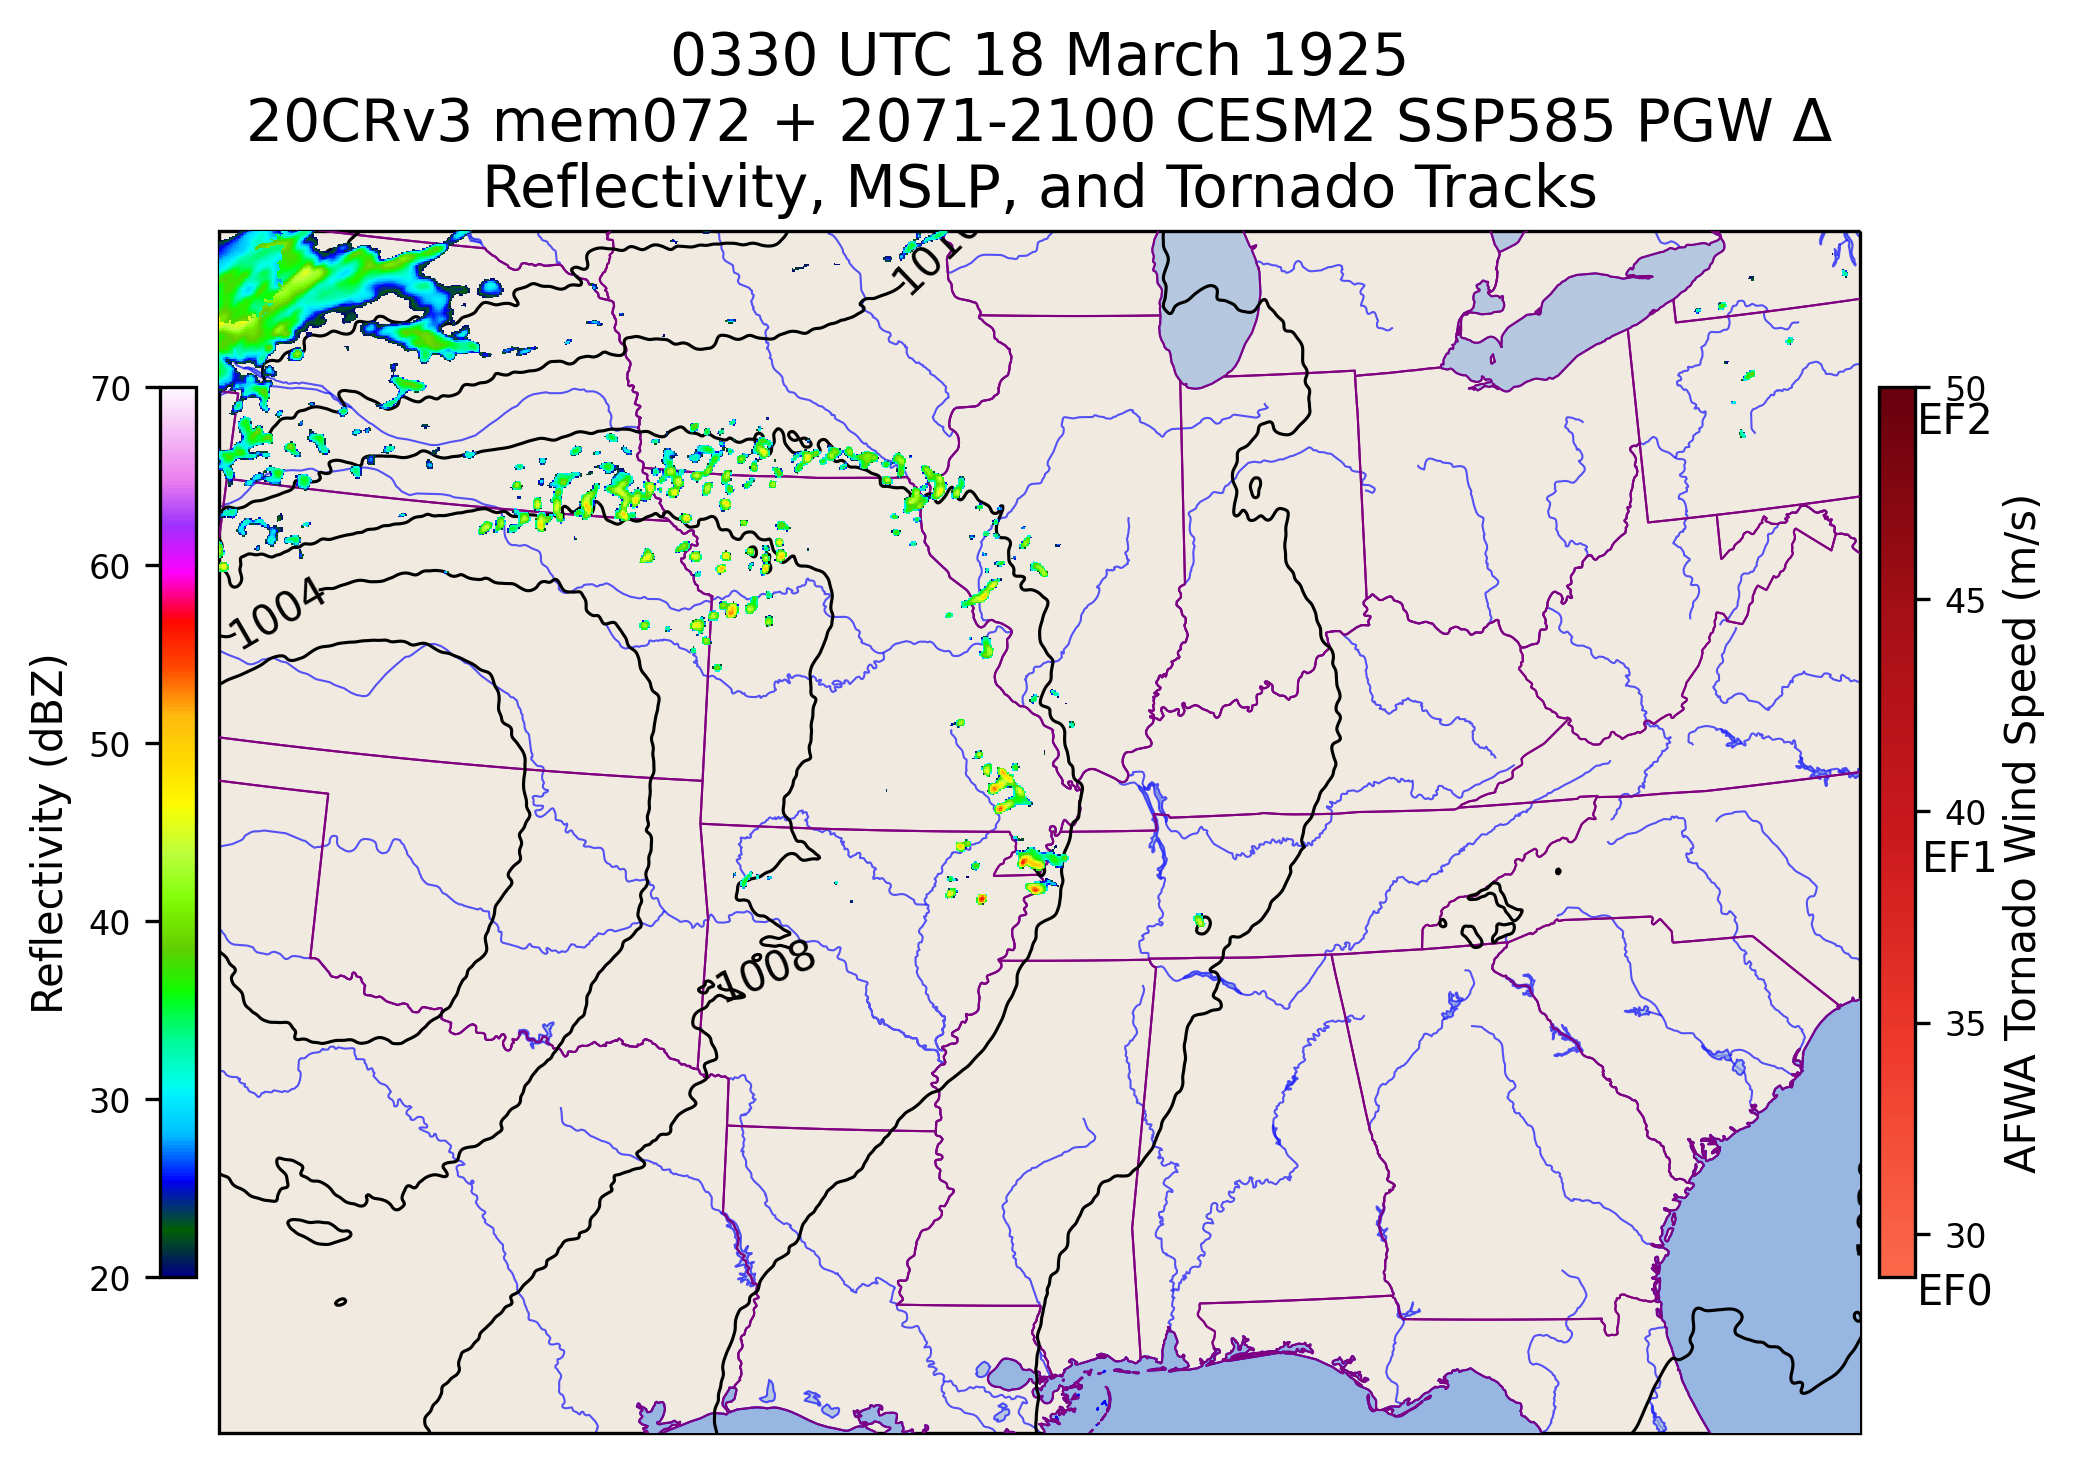 0330 UTC 18 March 1925
20CRv3 mem072 + 2071-2100 CESM2 SSP585 PGW Δ
Reflectivity, MSLP, and Tornado Tracks
1004
1008
70
60
50
40
30
20
Reflectivity (dBZ)
50
EF2
45
40
EF1
35
30
EF0
AFWA Tornado Wind Speed (m/s)